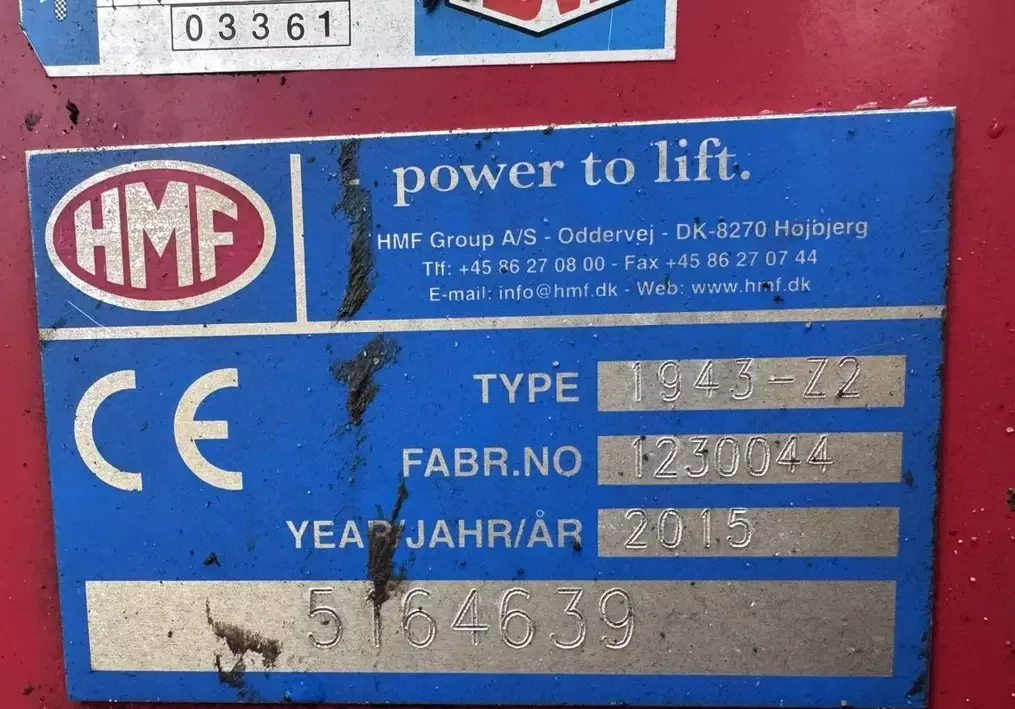 03361
HMF
power to lift.
HMF Group A/S - Oddervej - DK-8270 Højbjerg
Tlf: +45 86 27 08 00 - Fax +45 86 27 07 44
E-mail: info@hmf.dk - Web: www.hmf.dk
CE
TYPE 1943-Z2
FABR.NO 1230044
YEAR/JAHR/ÅR 2015
5164639